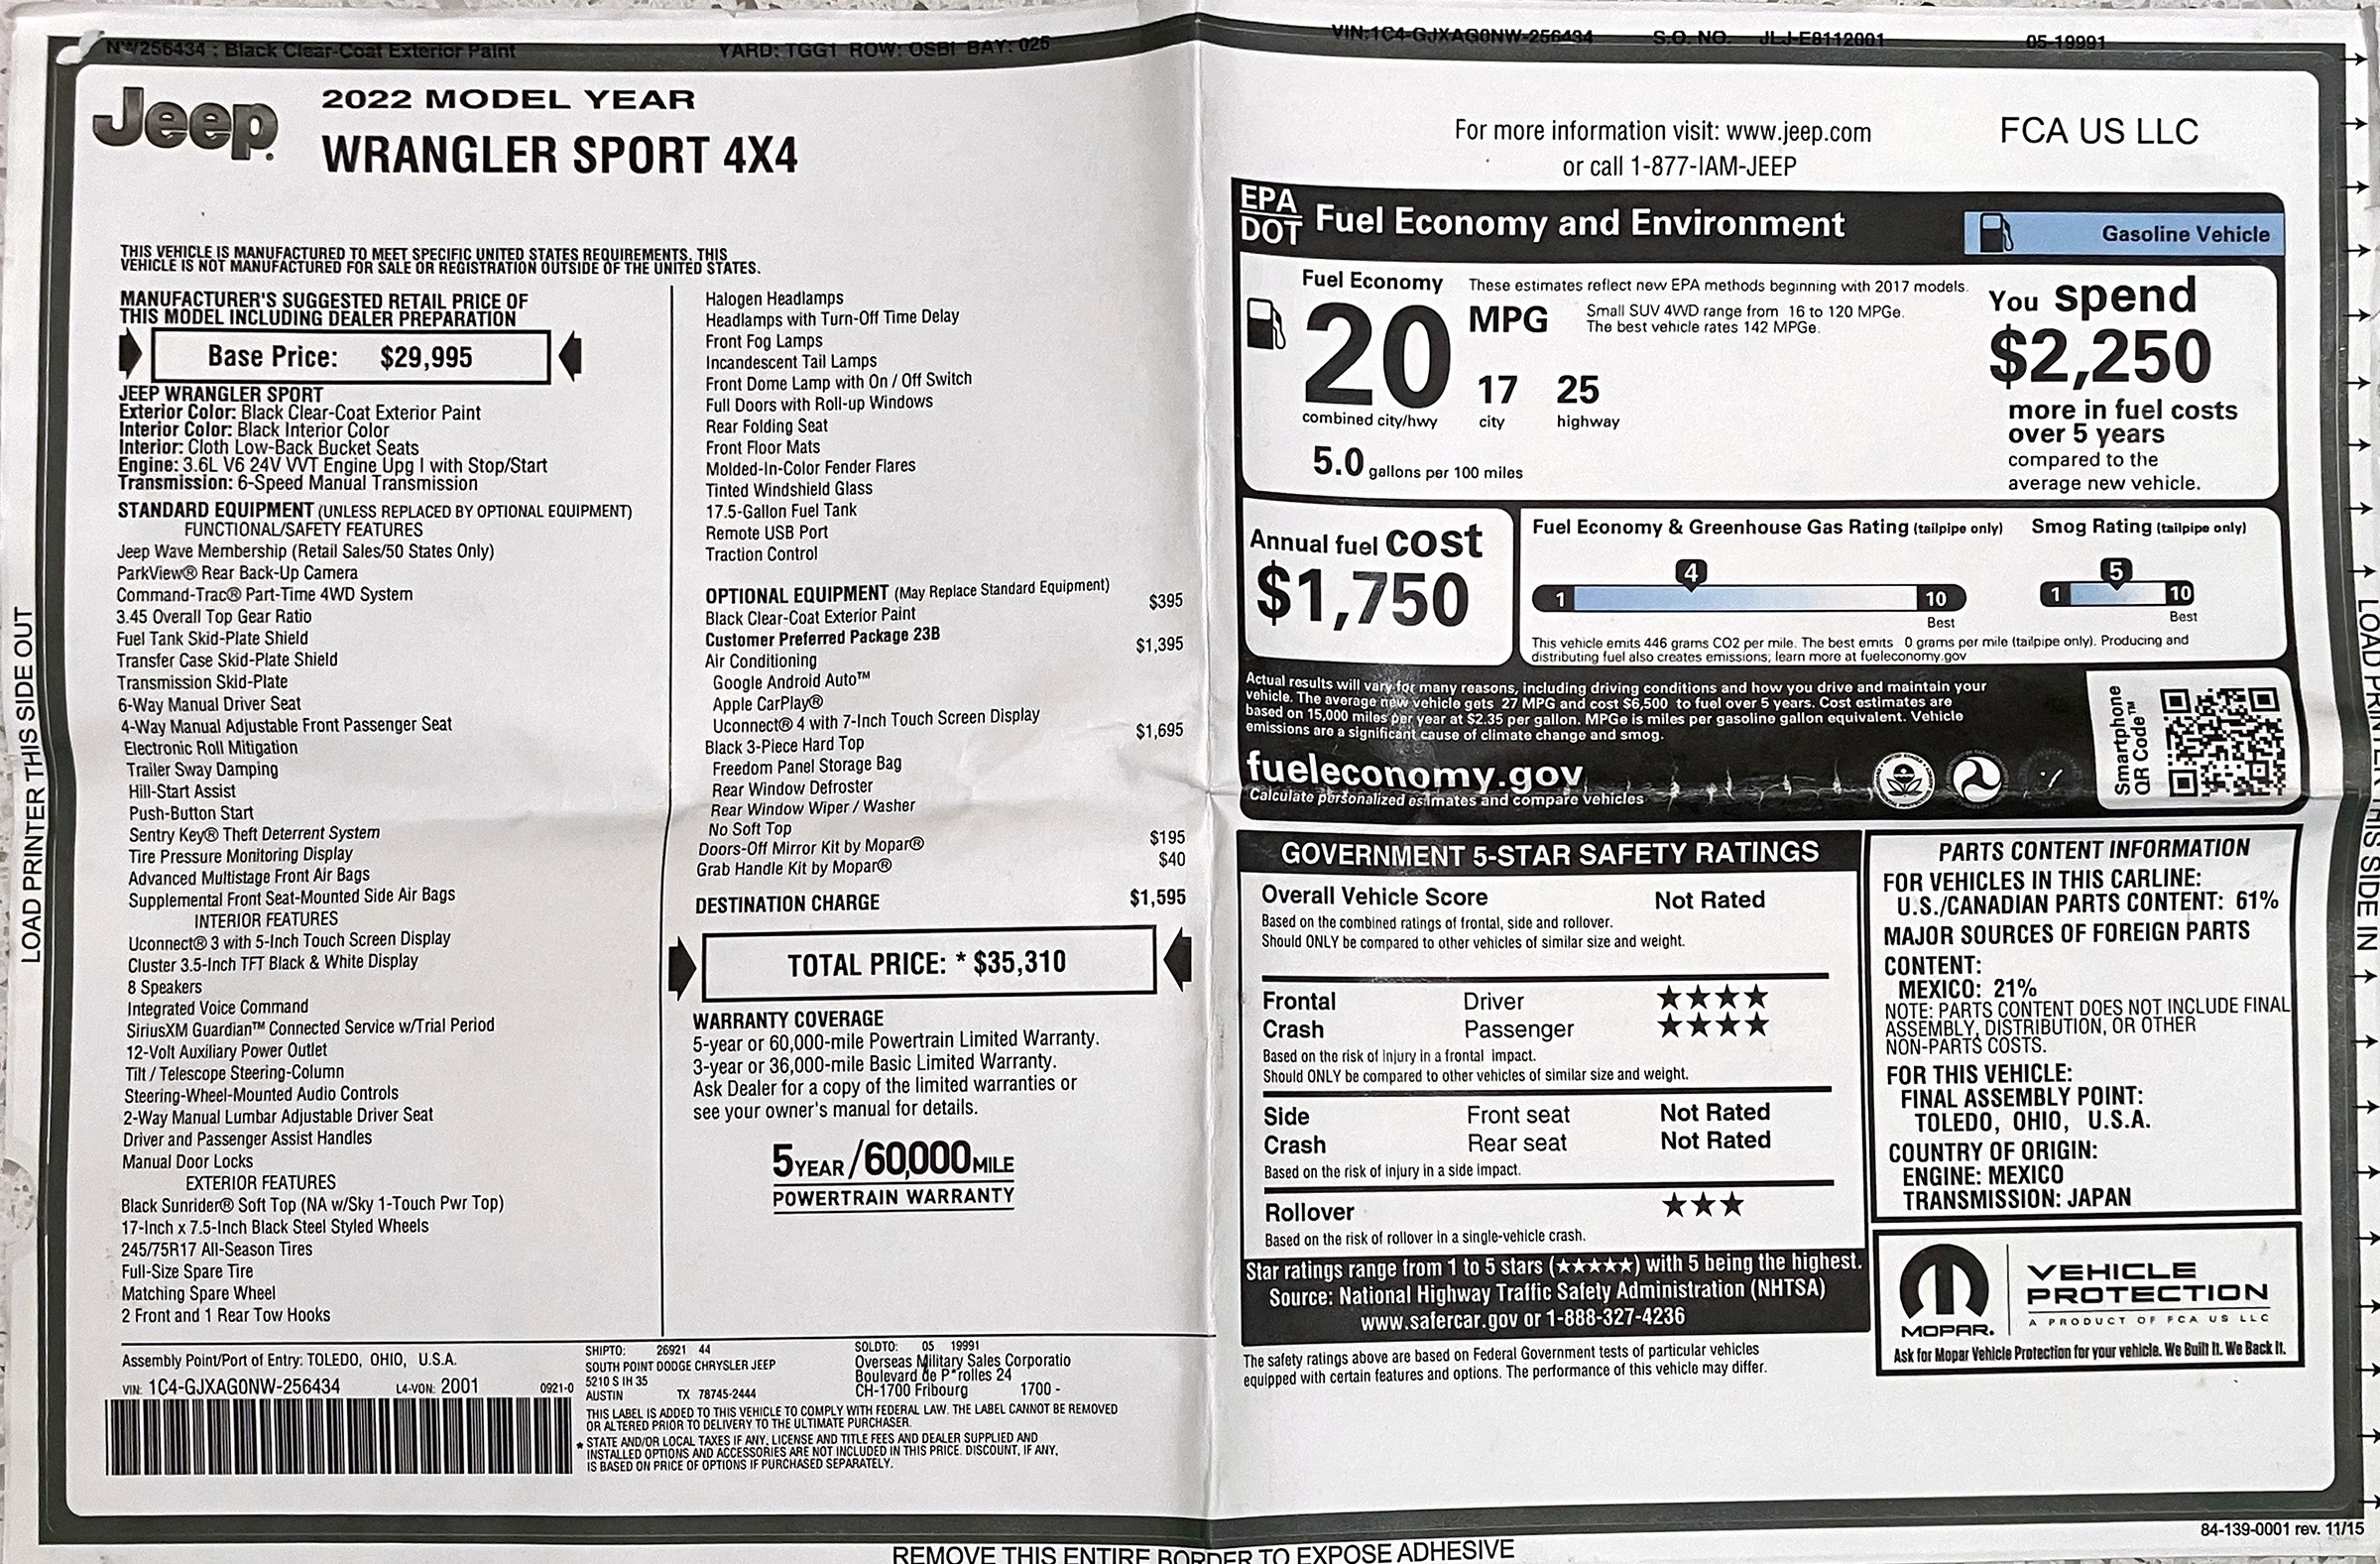 NW256434 : Black Clear-Coat Exterior Paint YARD: TGG1 ROW: OSBI BAY: 025
VIN:1C4-GJXAG0NW-256434 S.O. NO. JLJ-E8112001 05-19991
Jeep
2022 MODEL YEAR
WRANGLER SPORT 4X4
THIS VEHICLE IS MANUFACTURED TO MEET SPECIFIC UNITED STATES REQUIREMENTS. THIS
VEHICLE IS NOT MANUFACTURED FOR SALE OR REGISTRATION OUTSIDE OF THE UNITED STATES.
MANUFACTURER'S SUGGESTED RETAIL PRICE OF
THIS MODEL INCLUDING DEALER PREPARATION
Base Price: $29,995
JEEP WRANGLER SPORT
Exterior Color: Black Clear-Coat Exterior Paint
Interior Color: Black Interior Color
Interior: Cloth Low-Back Bucket Seats
Engine: 3.6L V6 24V VVT Engine Upg I with Stop/Start
Transmission: 6-Speed Manual Transmission
STANDARD EQUIPMENT (UNLESS REPLACED BY OPTIONAL EQUIPMENT)
FUNCTIONAL/SAFETY FEATURES
Jeep Wave Membership (Retail Sales/50 States Only)
ParkView® Rear Back-Up Camera
Command-Trac® Part-Time 4WD System
3.45 Overall Top Gear Ratio
Fuel Tank Skid-Plate Shield
Transfer Case Skid-Plate Shield
Transmission Skid-Plate
6-Way Manual Driver Seat
4-Way Manual Adjustable Front Passenger Seat
Electronic Roll Mitigation
Trailer Sway Damping
Hill-Start Assist
Push-Button Start
Sentry Key® Theft Deterrent System
Tire Pressure Monitoring Display
Advanced Multistage Front Air Bags
Supplemental Front Seat-Mounted Side Air Bags
INTERIOR FEATURES
Uconnect® 3 with 5-Inch Touch Screen Display
Cluster 3.5-Inch TFT Black & White Display
8 Speakers
Integrated Voice Command
SiriusXM Guardian™ Connected Service w/Trial Period
12-Volt Auxiliary Power Outlet
Tilt / Telescope Steering-Column
Steering-Wheel-Mounted Audio Controls
2-Way Manual Lumbar Adjustable Driver Seat
Driver and Passenger Assist Handles
Manual Door Locks
EXTERIOR FEATURES
Black Sunrider® Soft Top (NA w/Sky 1-Touch Pwr Top)
17-Inch x 7.5-Inch Black Steel Styled Wheels
245/75R17 All-Season Tires
Full-Size Spare Tire
Matching Spare Wheel
2 Front and 1 Rear Tow Hooks
Halogen Headlamps
Headlamps with Turn-Off Time Delay
Front Fog Lamps
Incandescent Tail Lamps
Front Dome Lamp with On / Off Switch
Full Doors with Roll-up Windows
Rear Folding Seat
Front Floor Mats
Molded-In-Color Fender Flares
Tinted Windshield Glass
17.5-Gallon Fuel Tank
Remote USB Port
Traction Control
OPTIONAL EQUIPMENT (May Replace Standard Equipment)
Black Clear-Coat Exterior Paint $395
Customer Preferred Package 23B
Air Conditioning $1,395
Google Android Auto™
Apple CarPlay®
Uconnect® 4 with 7-Inch Touch Screen Display
Black 3-Piece Hard Top $1,695
Freedom Panel Storage Bag
Rear Window Defroster
Rear Window Wiper / Washer
No Soft Top
Doors-Off Mirror Kit by Mopar® $195
Grab Handle Kit by Mopar® $40
DESTINATION CHARGE $1,595
TOTAL PRICE: * $35,310
WARRANTY COVERAGE
5-year or 60,000-mile Powertrain Limited Warranty.
3-year or 36,000-mile Basic Limited Warranty.
Ask Dealer for a copy of the limited warranties or
see your owner's manual for details.
5 YEAR / 60,000 MILE
POWERTRAIN WARRANTY
Assembly Point/Port of Entry: TOLEDO, OHIO, U.S.A.
VIN: 1C4-GJXAG0NW-256434 L4-VON: 2001 0921-0
SHIPTO: 26921 44
SOUTH POINT DODGE CHRYSLER JEEP
5210 S IH 35
AUSTIN TX 78745-2444
SOLDTO: 05 19991
Overseas Military Sales Corporatio
Boulevard de P*rolles 24
CH-1700 Fribourg 1700 -
THIS LABEL IS ADDED TO THIS VEHICLE TO COMPLY WITH FEDERAL LAW. THE LABEL CANNOT BE REMOVED
OR ALTERED PRIOR TO DELIVERY TO THE ULTIMATE PURCHASER.
* STATE AND/OR LOCAL TAXES IF ANY, LICENSE AND TITLE FEES AND DEALER SUPPLIED AND
INSTALLED OPTIONS AND ACCESSORIES ARE NOT INCLUDED IN THIS PRICE. DISCOUNT, IF ANY,
IS BASED ON PRICE OF OPTIONS IF PURCHASED SEPARATELY.
For more information visit: www.jeep.com
or call 1-877-IAM-JEEP
FCA US LLC
EPA
DOT
Fuel Economy and Environment
Gasoline Vehicle
Fuel Economy
These estimates reflect new EPA methods beginning with 2017 models.
20 MPG
Small SUV 4WD range from 16 to 120 MPGe.
The best vehicle rates 142 MPGe.
17 25
combined city/hwy city highway
5.0 gallons per 100 miles
You spend
$2,250
more in fuel costs
over 5 years
compared to the
average new vehicle.
Annual fuel cost
$1,750
Fuel Economy & Greenhouse Gas Rating (tailpipe only)
4
1 10
Best
Smog Rating (tailpipe only)
5
1 10
Best
This vehicle emits 446 grams CO2 per mile. The best emits 0 grams per mile (tailpipe only). Producing and
distributing fuel also creates emissions; learn more at fueleconomy.gov
Actual results will vary for many reasons, including driving conditions and how you drive and maintain your
vehicle. The average new vehicle gets 27 MPG and cost $6,500 to fuel over 5 years. Cost estimates are
based on 15,000 miles per year at $2.35 per gallon. MPGe is miles per gasoline gallon equivalent. Vehicle
emissions are a significant cause of climate change and smog.
fueleconomy.gov
Calculate personalized estimates and compare vehicles
Smartphone
QR Code™
GOVERNMENT 5-STAR SAFETY RATINGS
Overall Vehicle Score Not Rated
Based on the combined ratings of frontal, side and rollover.
Should ONLY be compared to other vehicles of similar size and weight.
Frontal Driver ★★★★
Crash Passenger ★★★★
Based on the risk of injury in a frontal impact.
Should ONLY be compared to other vehicles of similar size and weight.
Side Front seat Not Rated
Crash Rear seat Not Rated
Based on the risk of injury in a side impact.
Rollover ★★★
Based on the risk of rollover in a single-vehicle crash.
Star ratings range from 1 to 5 stars (★★★★★) with 5 being the highest.
Source: National Highway Traffic Safety Administration (NHTSA)
www.safercar.gov or 1-888-327-4236
The safety ratings above are based on Federal Government tests of particular vehicles
equipped with certain features and options. The performance of this vehicle may differ.
PARTS CONTENT INFORMATION
FOR VEHICLES IN THIS CARLINE:
U.S./CANADIAN PARTS CONTENT: 61%
MAJOR SOURCES OF FOREIGN PARTS
CONTENT:
MEXICO: 21%
NOTE: PARTS CONTENT DOES NOT INCLUDE FINAL
ASSEMBLY, DISTRIBUTION, OR OTHER
NON-PARTS COSTS.
FOR THIS VEHICLE:
FINAL ASSEMBLY POINT:
TOLEDO, OHIO, U.S.A.
COUNTRY OF ORIGIN:
ENGINE: MEXICO
TRANSMISSION: JAPAN
MOPAR.
VEHICLE
PROTECTION
A PRODUCT OF FCA US LLC
Ask for Mopar Vehicle Protection for your vehicle. We Built It. We Back It.
84-139-0001 rev. 11/15
LOAD PRINTER THIS SIDE OUT
LOAD PRINTER THIS SIDE IN
REMOVE THIS ENTIRE BORDER TO EXPOSE ADHESIVE